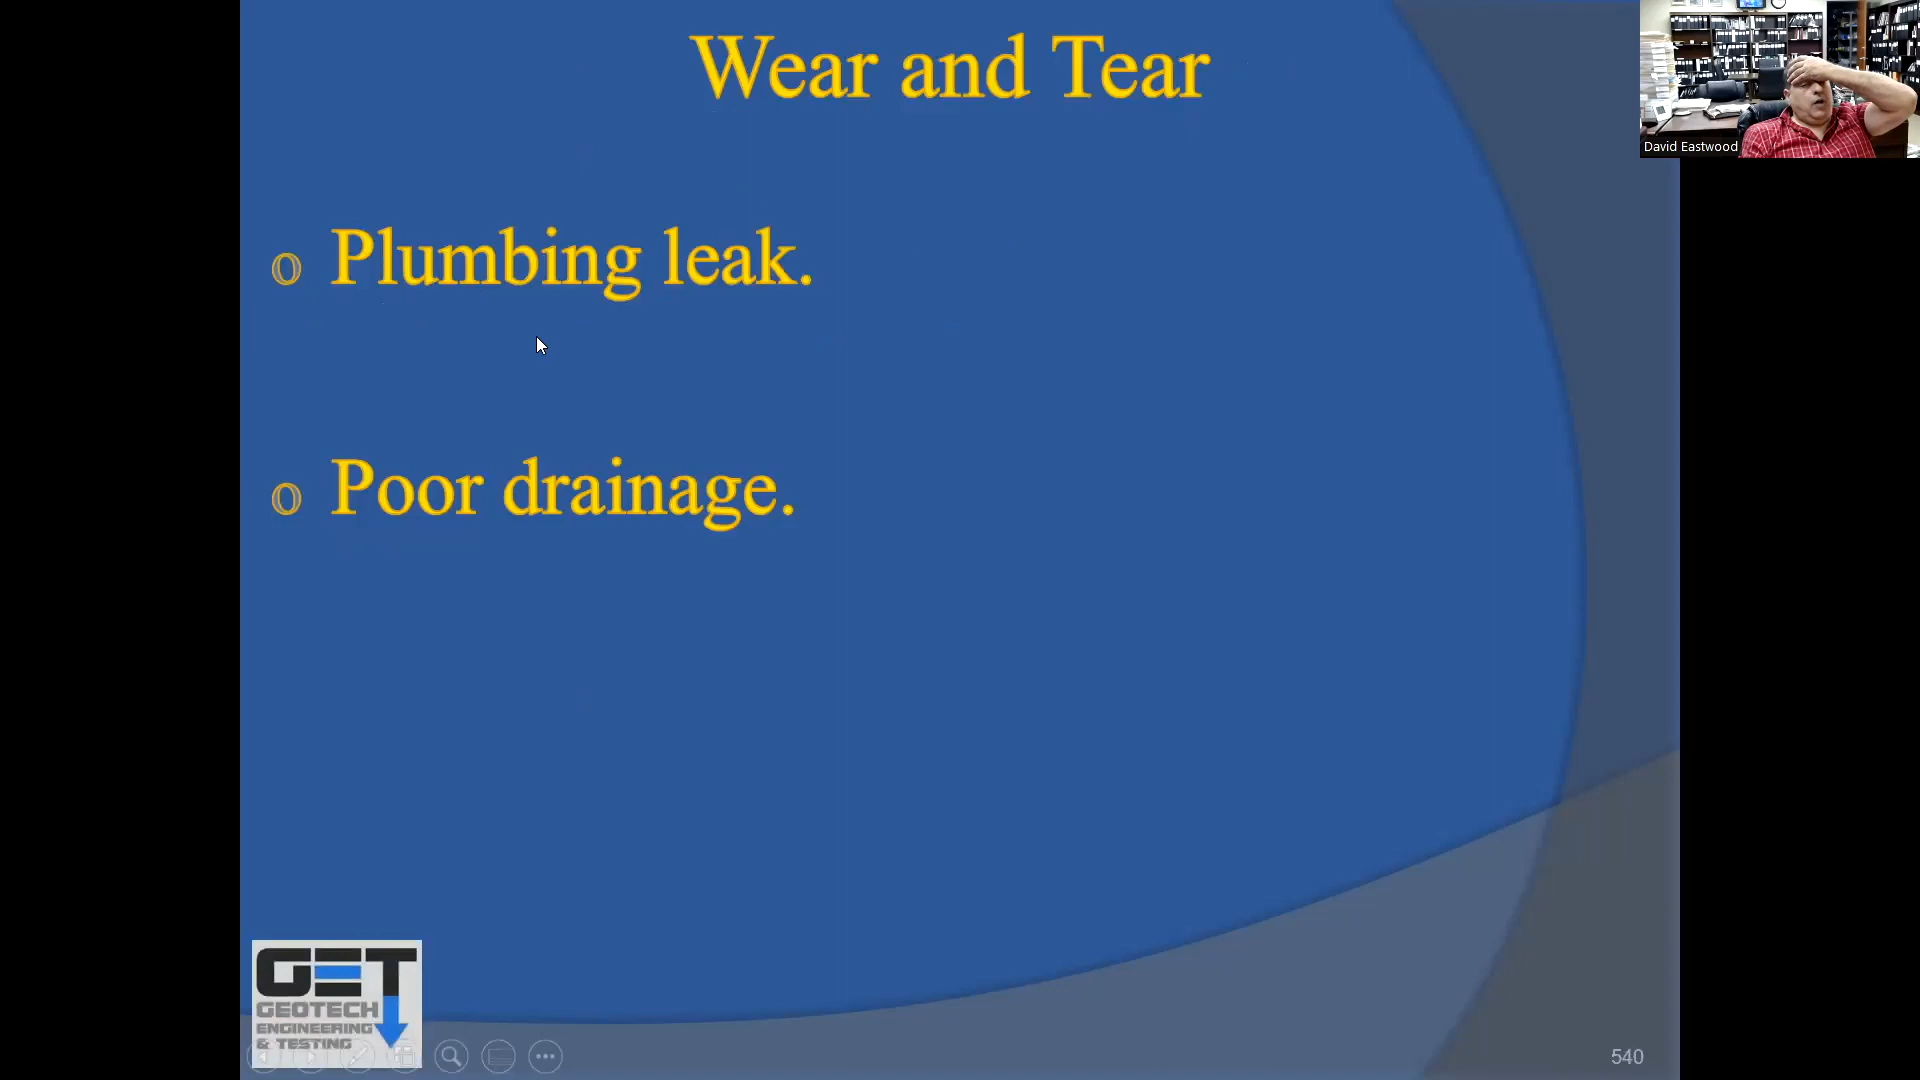 Wear and Tear
David Eastwood
o Plumbing leak.
o Poor drainage.
GET
GEOTECH
ENGINEERING
& TESTING
540